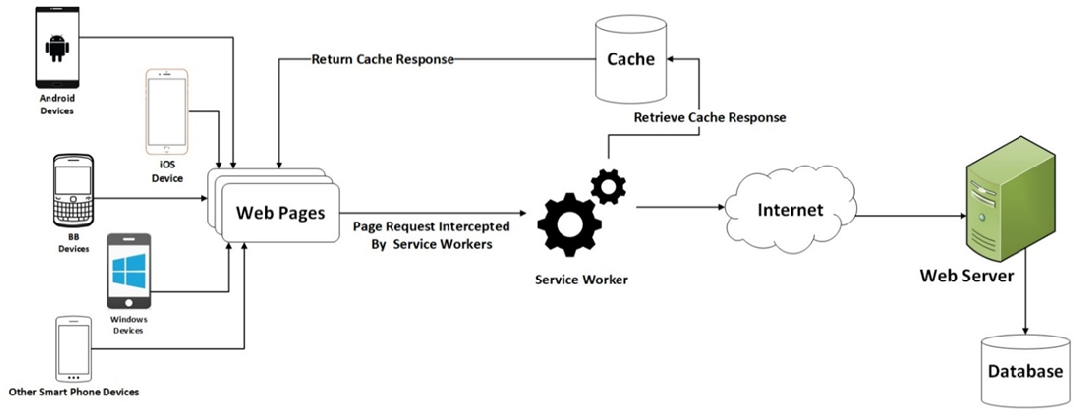 Android
Devices
iOS
Device
BB
Devices
Windows
Devices
Other Smart Phone Devices
Web Pages
Return Cache Response
Cache
Retrieve Cache Response
Page Request Intercepted
By Service Workers
Service Worker
Internet
Web Server
Database